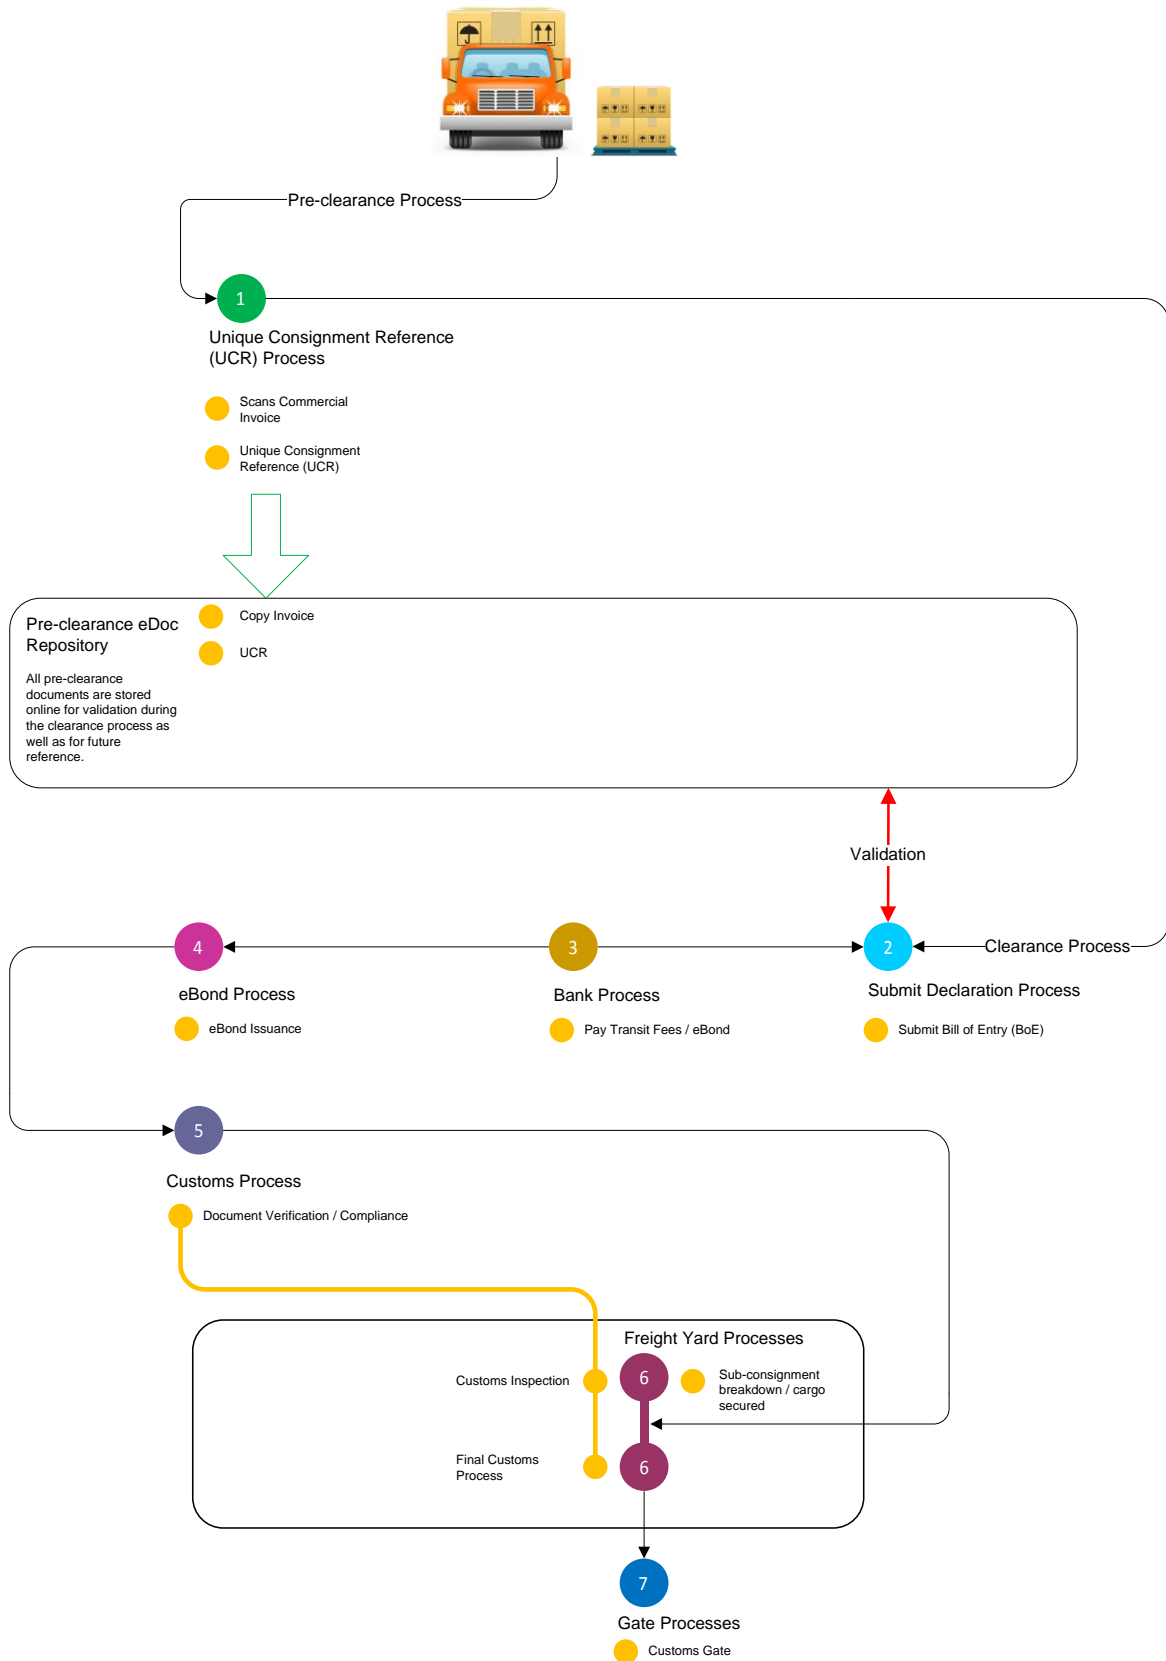 Pre-clearance Process
1
Unique Consignment Reference
(UCR) Process
Scans Commercial
Invoice
Unique Consignment
Reference (UCR)
Pre-clearance eDoc
Repository
All pre-clearance
documents are stored
online for validation during
the clearance process as
well as for future
reference.
Copy Invoice
UCR
Validation
4
3
2
Clearance Process
eBond Process
eBond Issuance
Bank Process
Pay Transit Fees / eBond
Submit Declaration Process
Submit Bill of Entry (BoE)
5
Customs Process
Document Verification / Compliance
Freight Yard Processes
Customs Inspection
6
Sub-consignment
breakdown / cargo
secured
Final Customs
Process
6
7
Gate Processes
Customs Gate